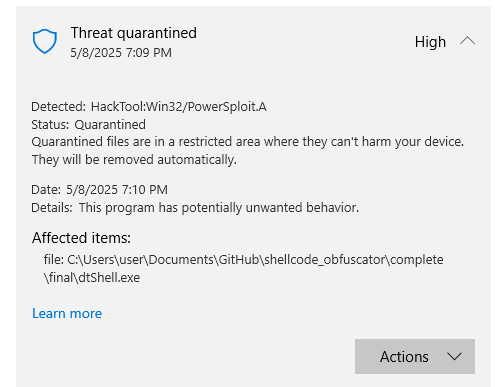 Threat quarantined
5/8/2025 7:09 PM
High
Detected: HackTool:Win32/PowerSploit.A
Status: Quarantined
Quarantined files are in a restricted area where they can't harm your device.
They will be removed automatically.
Date: 5/8/2025 7:10 PM
Details: This program has potentially unwanted behavior.
Affected items:
file: C:\Users\user\Documents\GitHub\shellcode_obfuscator\complete
\final\dtShell.exe
Learn more
Actions